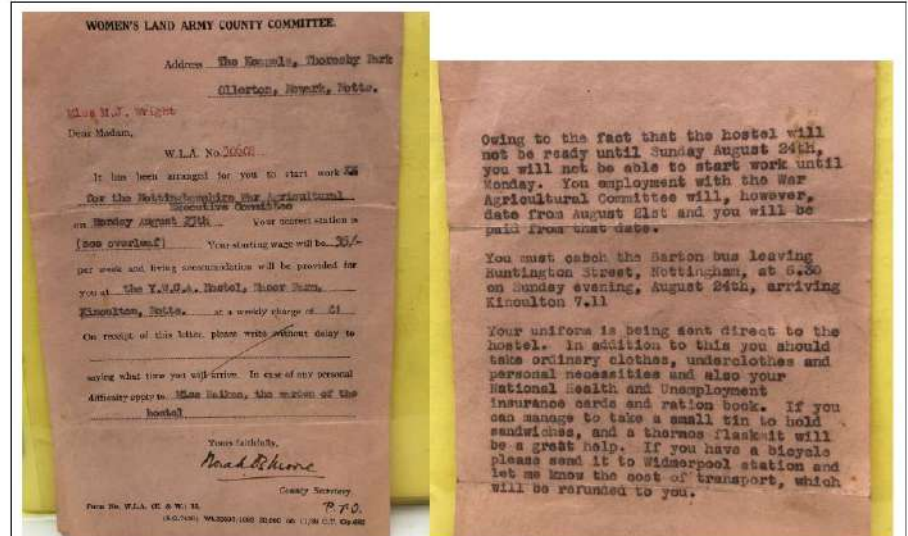 WOMEN'S LAND ARMY COUNTY COMMITTEE.
Address The Kennels, Thoresby Park
Ollerton, Newark, Notts.
Miss M.J. Wright
Dear Madam,
W.L.A. No.
It has been arranged for you to start work
for the Nottinghamshire War Agricultural
Executive Committee
on Monday August 25th Your nearest station is
(see overleaf) Your starting wage will be 36/-
per week and living accommodation will be provided for
you at the Y.W.C.A. Hostel, Farm,
Kinoulton, Notts. at a weekly charge of £1
On receipt of this letter, please write without delay to
saying what time you will arrive. In case of any personal
difficulty apply to Miss the warden of the
hostel
Yours faithfully,
County Secretary.
P.T.O.
Form No. W.L.A. (E. & W.)
Owing to the fact that the hostel will
not be ready until Sunday August 24th,
you will not be able to start work until
Monday. You employment with the War
Agricultural Committee will, however,
date from August 21st and you will be
paid from that date.
You must catch the Barton bus leaving
Huntington Street, Nottingham, at 6.30
on Sunday evening, August 24th, arriving
Kinoulton 7.11
Your uniform is being sent direct to the
hostel. In addition to this you should
take ordinary clothes, underclothes and
personal necessities and also your
National Health and Unemployment
insurance cards and ration book. If you
can manage to take a small tin to hold
sandwiches, and a thermos flask it will
be a great help. If you have a bicycle
please send it to Widmerpool station and
let me know the cost of transport, which
will be refunded to you.